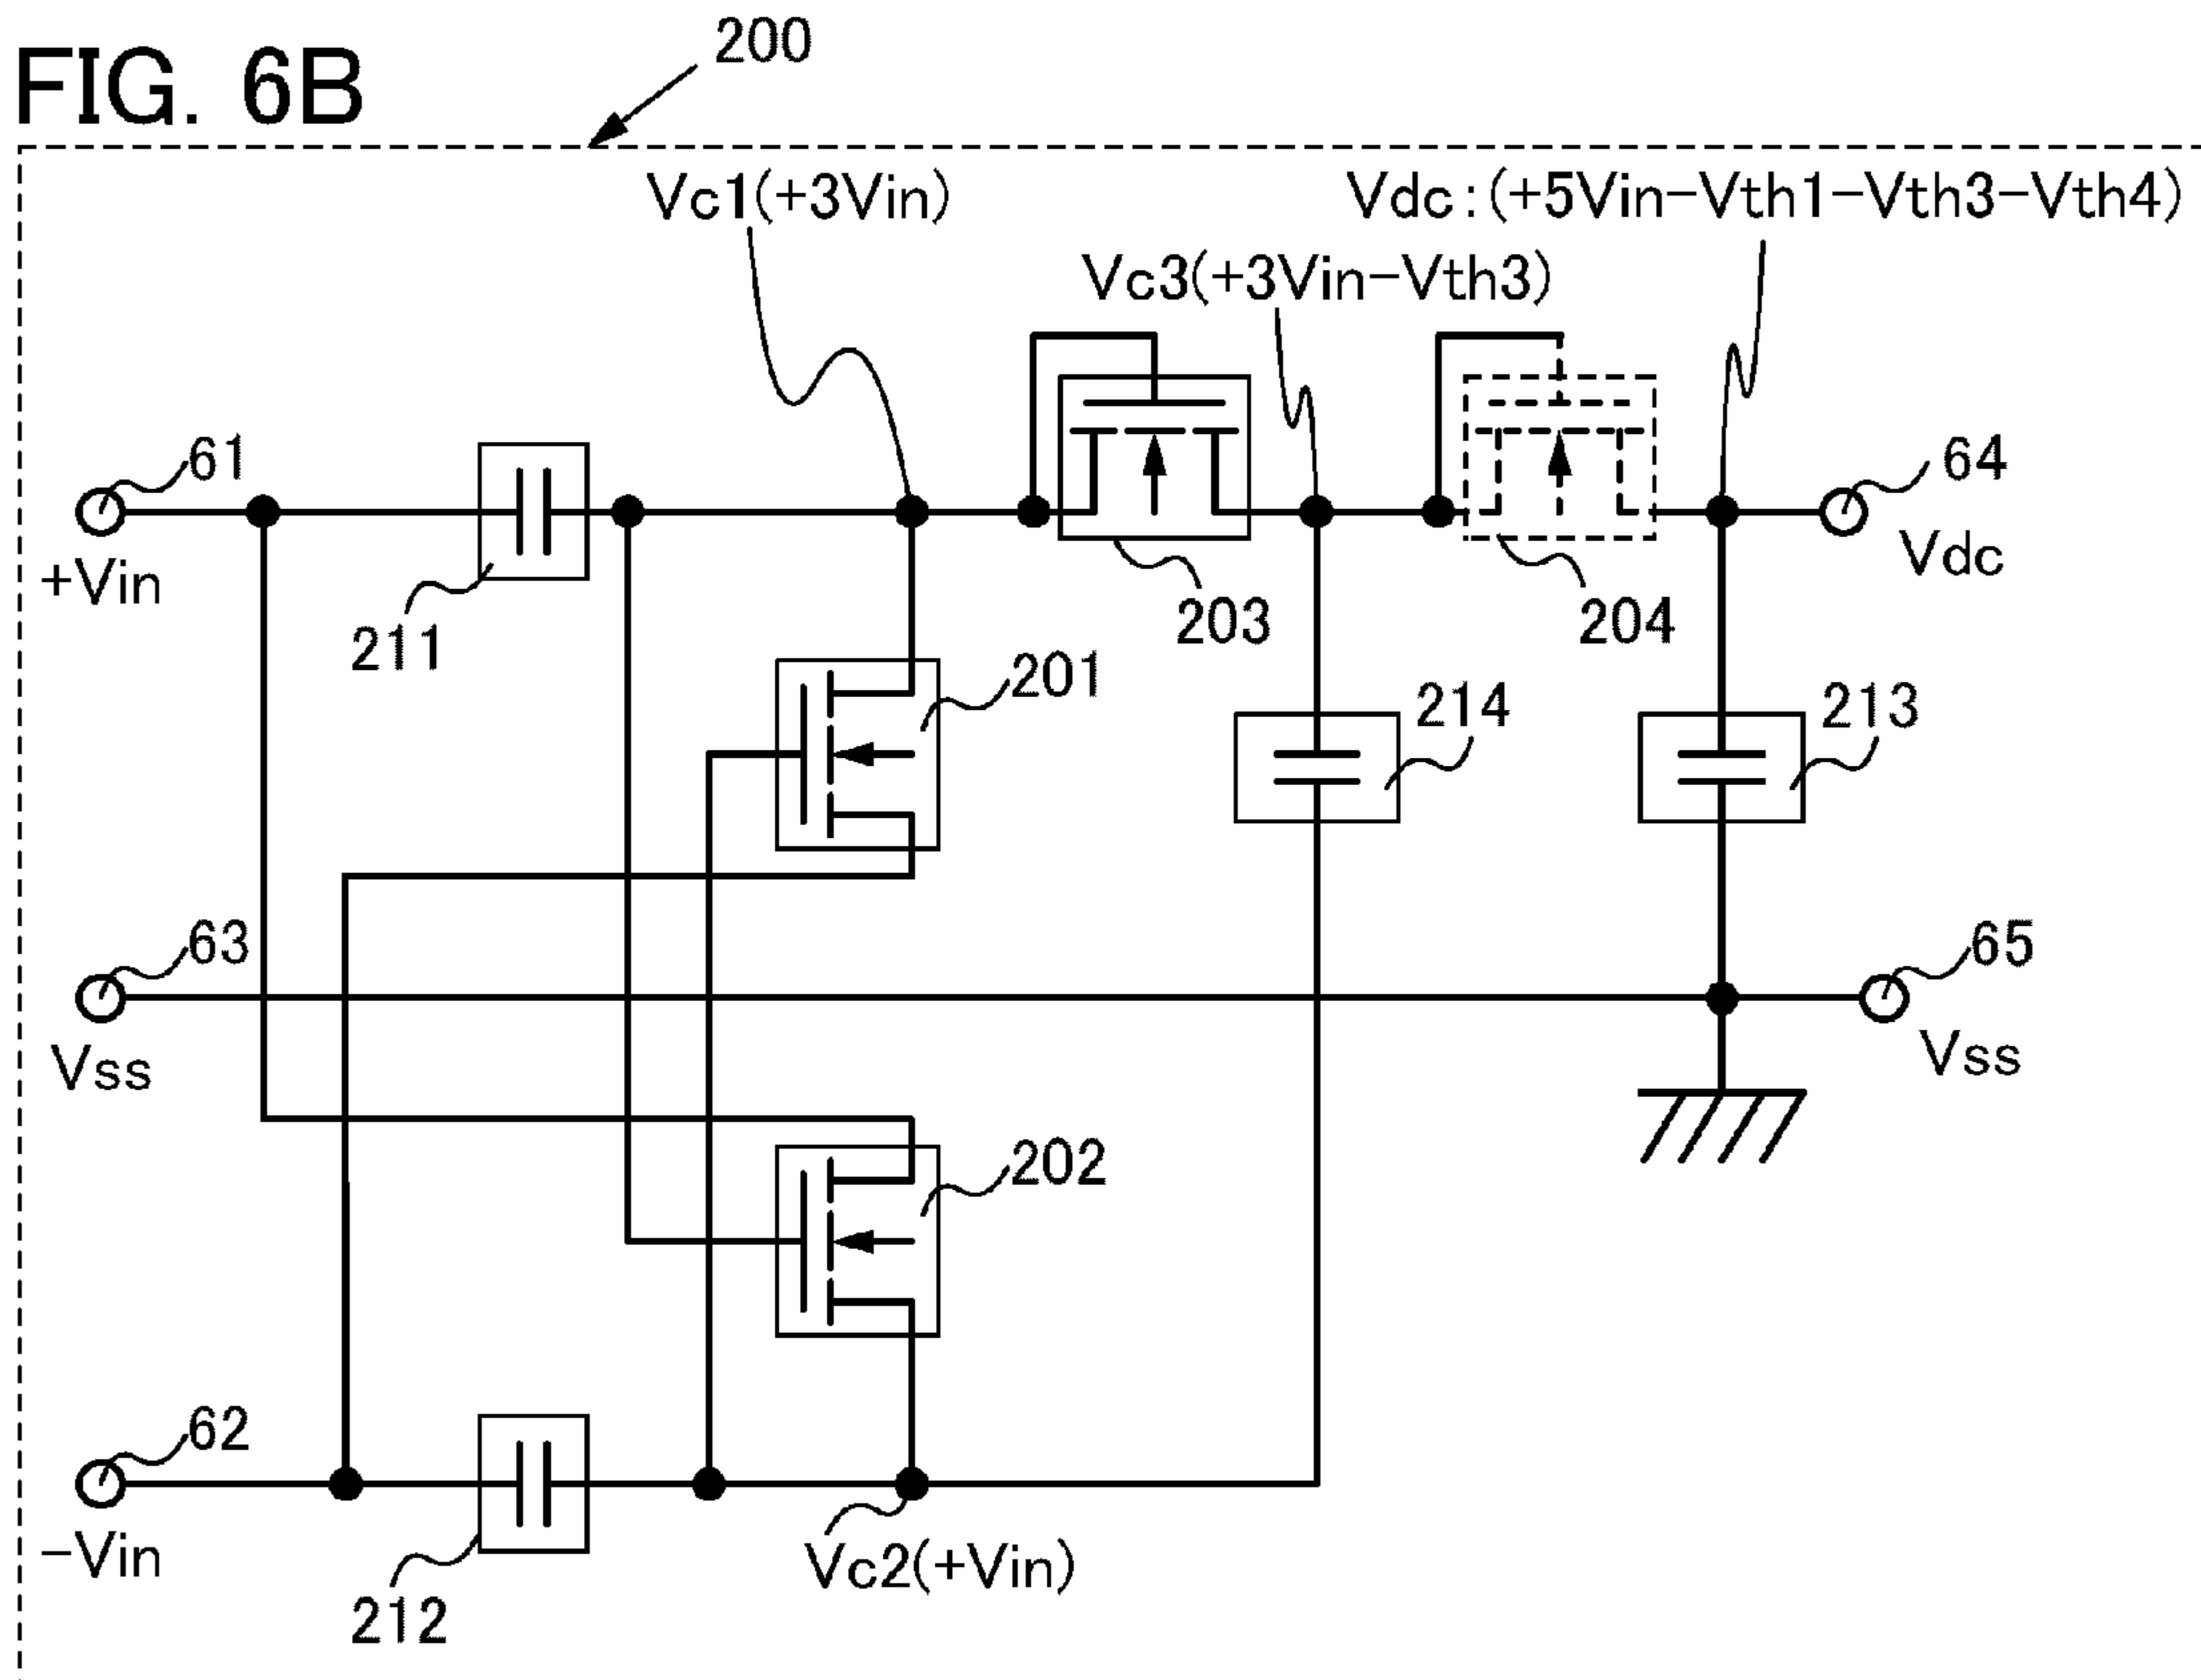 FIG. 6B
200
Vc1(+3Vin)
Vdc:(+5Vin−Vth1−Vth3−Vth4)
Vc3(+3Vin−Vth3)
61
64
+Vin
Vdc
211
203
204
201
214
213
63
65
Vss
Vss
202
62
−Vin
Vc2(+Vin)
212